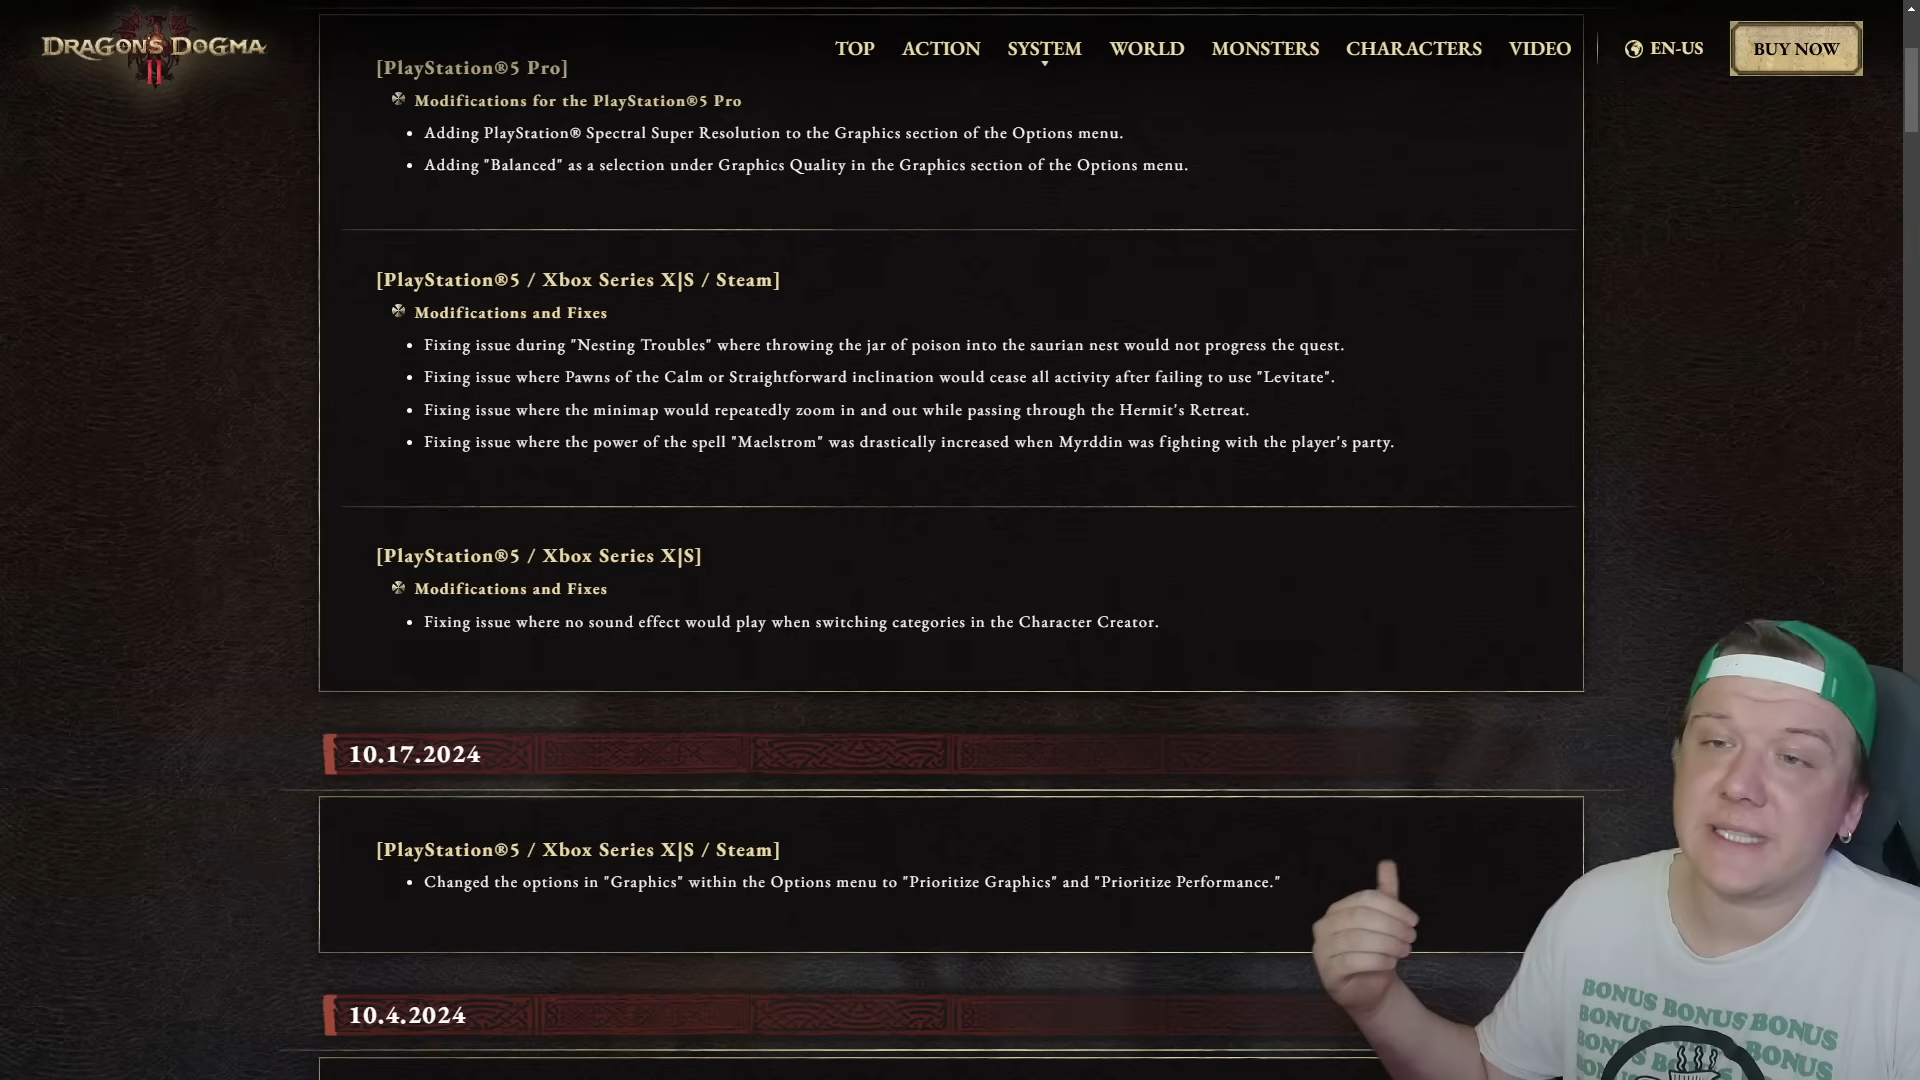 DRAGON'S DOGMA
II
TOP
ACTION
SYSTEM
WORLD
MONSTERS
CHARACTERS
VIDEO
EN-US
BUY NOW
[PlayStation®5 Pro]
Modifications for the PlayStation®5 Pro
• Adding PlayStation® Spectral Super Resolution to the Graphics section of the Options menu.
• Adding "Balanced" as a selection under Graphics Quality in the Graphics section of the Options menu.
[PlayStation®5 / Xbox Series X|S / Steam]
Modifications and Fixes
• Fixing issue during "Nesting Troubles" where throwing the jar of poison into the saurian nest would not progress the quest.
• Fixing issue where Pawns of the Calm or Straightforward inclination would cease all activity after failing to use "Levitate".
• Fixing issue where the minimap would repeatedly zoom in and out while passing through the Hermit's Retreat.
• Fixing issue where the power of the spell "Maelstrom" was drastically increased when Myrddin was fighting with the player's party.
[PlayStation®5 / Xbox Series X|S]
Modifications and Fixes
• Fixing issue where no sound effect would play when switching categories in the Character Creator.
10.17.2024
[PlayStation®5 / Xbox Series X|S / Steam]
• Changed the options in "Graphics" within the Options menu to "Prioritize Graphics" and "Prioritize Performance."
10.4.2024
BONUS BONUS BONUS
BONUS
BONUS